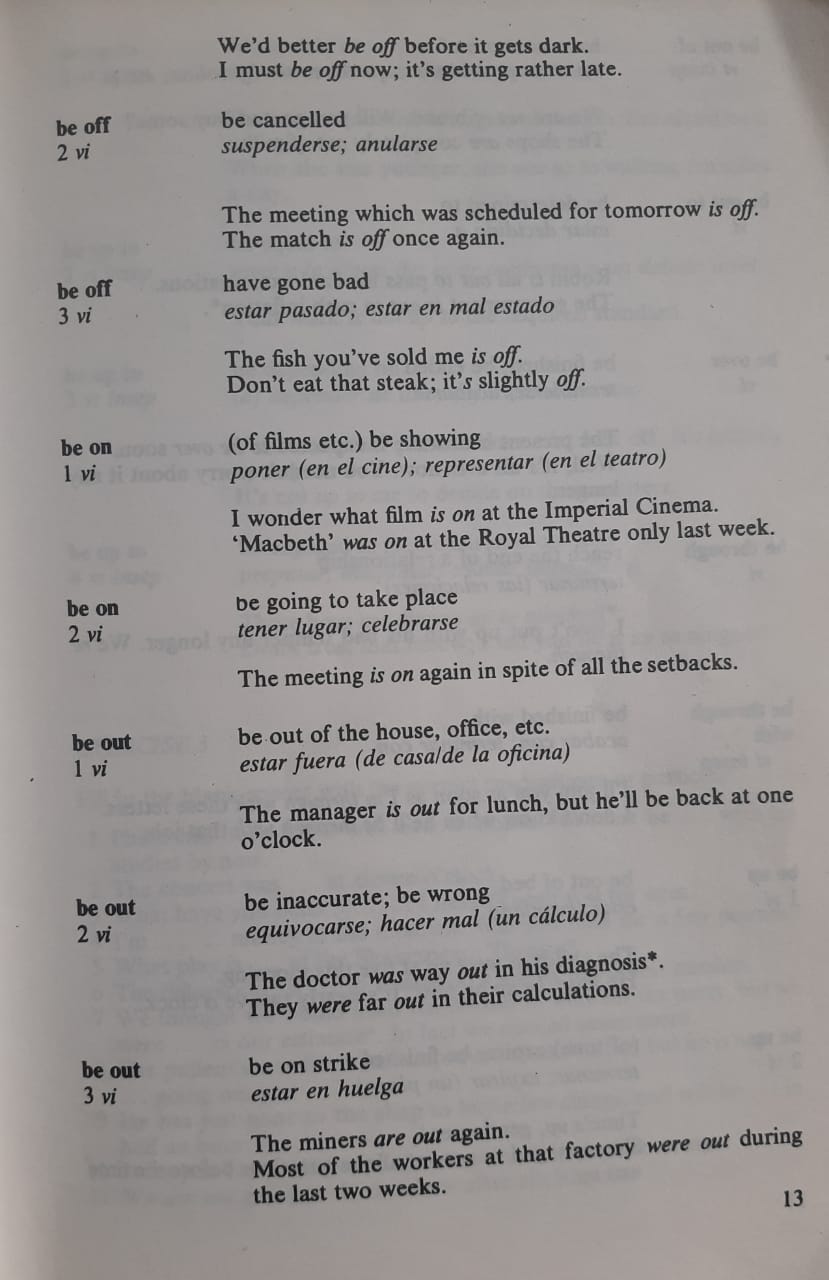 We'd better be off before it gets dark.
I must be off now; it's getting rather late.
be off be cancelled
2 vi suspenderse; anularse
The meeting which was scheduled for tomorrow is off.
The match is off once again.
be off have gone bad
3 vi estar pasado; estar en mal estado
The fish you've sold me is off.
Don't eat that steak; it's slightly off.
be on (of films etc.) be showing
1 vi poner (en el cine); representar (en el teatro)
I wonder what film is on at the Imperial Cinema.
‘Macbeth’ was on at the Royal Theatre only last week.
be on be going to take place
2 vi tener lugar; celebrarse
The meeting is on again in spite of all the setbacks.
be out be out of the house, office, etc.
1 vi estar fuera (de casa/de la oficina)
The manager is out for lunch, but he'll be back at one
o'clock.
be out be inaccurate; be wrong
2 vi equivocarse; hacer mal (un cálculo)
The doctor was way out in his diagnosis*.
They were far out in their calculations.
be out be on strike
3 vi estar en huelga
The miners are out again.
Most of the workers at that factory were out during
the last two weeks.
13